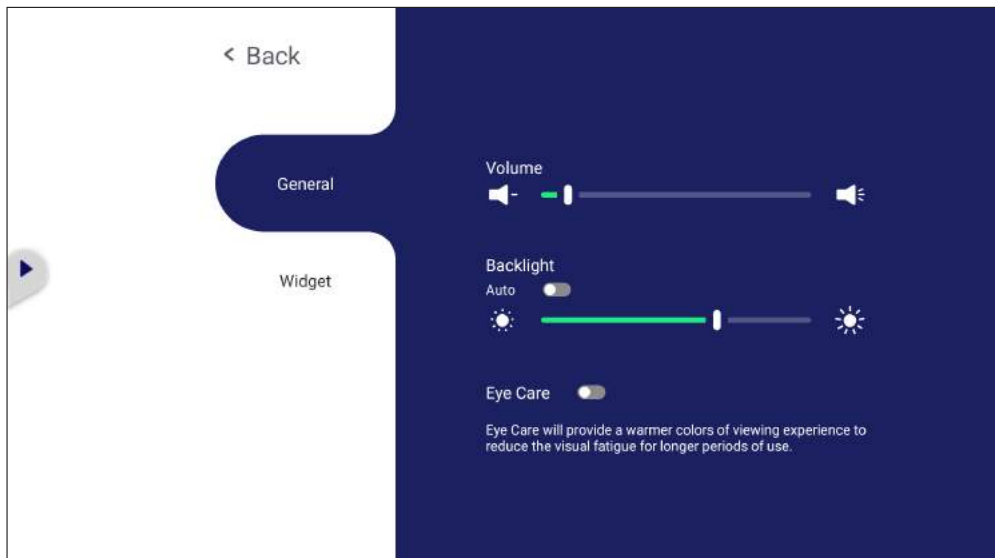 < Back
General
Widget
Volume
Backlight
Auto
Eye Care
Eye Care will provide a warmer colors of viewing experience to
reduce the visual fatigue for longer periods of use.